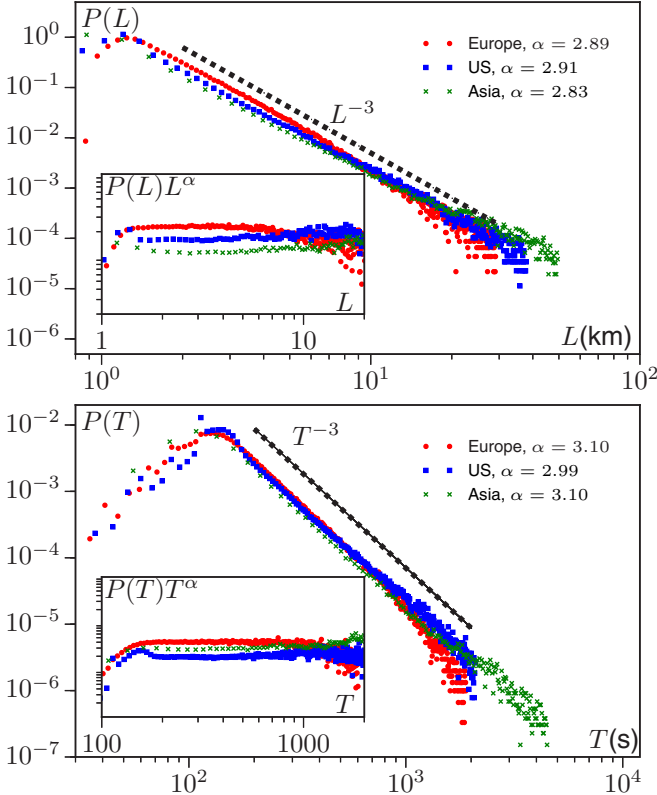 P(L)
10^0
10^{-1}
10^{-2}
10^{-3}
10^{-4}
10^{-5}
10^{-6}
Europe, α = 2.89
US, α = 2.91
Asia, α = 2.83
L^{-3}
P(L)L^α
L
1
10
L(km)
10^0
10^1
10^2
P(T)
10^{-2}
10^{-3}
10^{-4}
10^{-5}
10^{-6}
10^{-7}
T^{-3}
Europe, α = 3.10
US, α = 2.99
Asia, α = 3.10
P(T)T^α
T
100
1000
T(s)
10^2
10^3
10^4